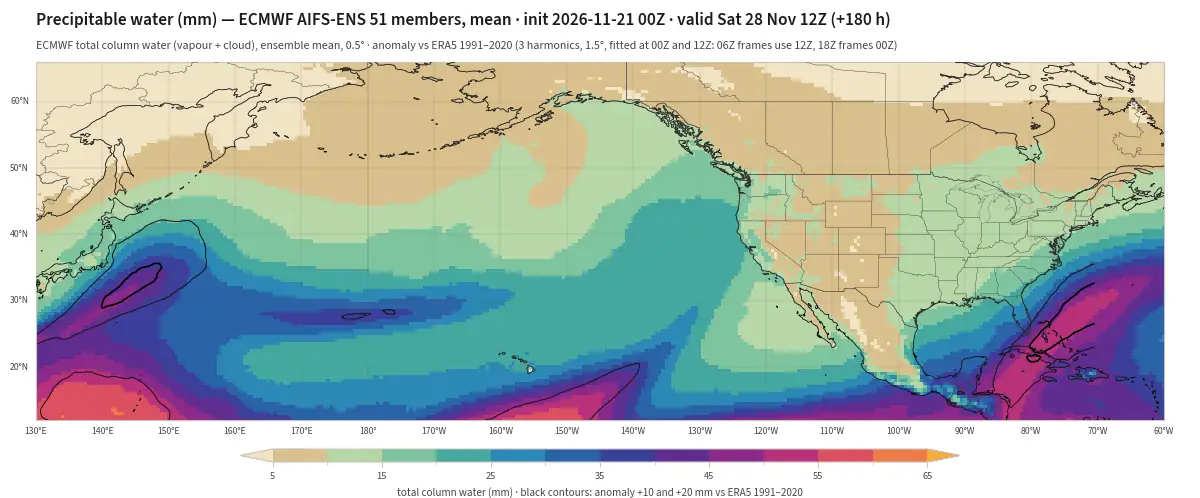 Precipitable water (mm) — ECMWF AIFS-ENS 51 members, mean · init 2026-11-21 00Z · valid Sat 28 Nov 12Z (+180 h)
ECMWF total column water (vapour + cloud), ensemble mean, 0.5° · anomaly vs ERA5 1991–2020 (3 harmonics, 1.5°, fitted at 00Z and 12Z: 06Z frames use 12Z, 18Z frames 00Z)
60°N
50°N
40°N
30°N
20°N
130°E 140°E 150°E 160°E 170°E 180° 170°W 160°W 150°W 140°W 130°W 120°W 110°W 100°W 90°W 80°W 70°W 60°W
5 15 25 35 45 55 65
total column water (mm) · black contours: anomaly +10 and +20 mm vs ERA5 1991–2020